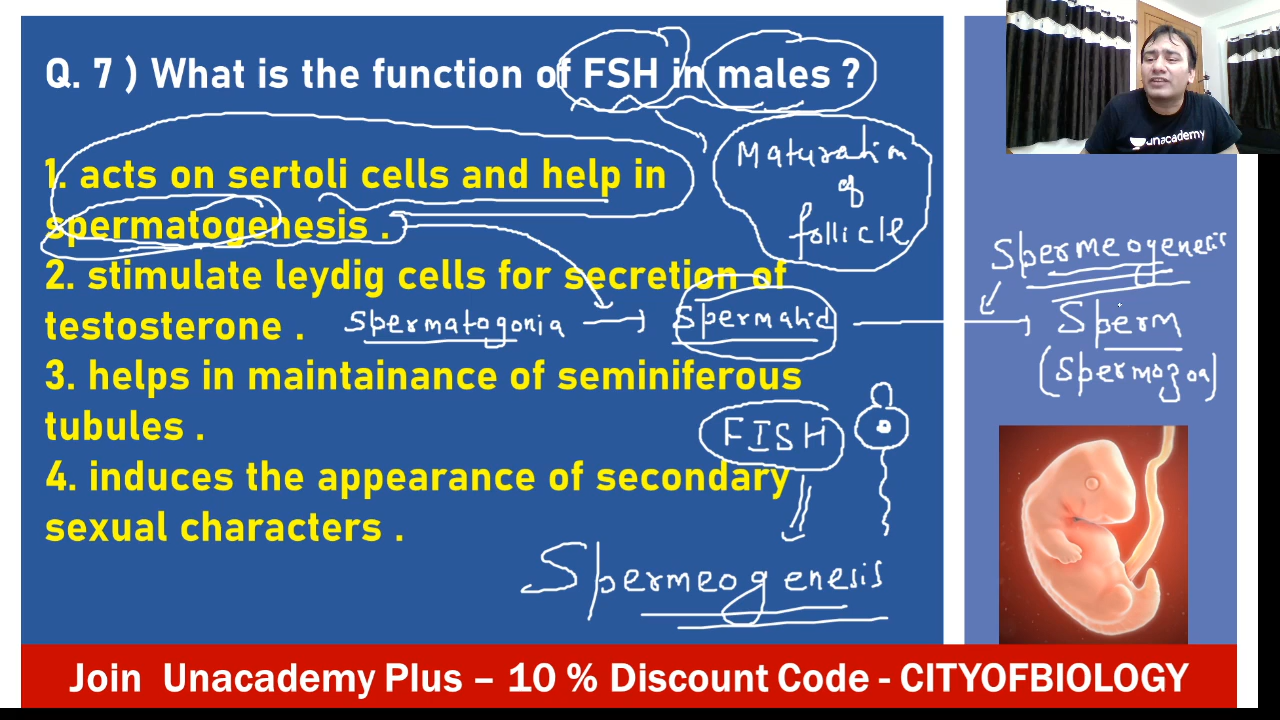 Q. 7 ) What is the function of FSH in males ?
1. acts on sertoli cells and help in
spermatogenesis .
2. stimulate leydig cells for secretion of
testosterone .
3. helps in maintainance of seminiferous
tubules .
4. induces the appearance of secondary
sexual characters .
Maturation
of
follicle
Spermatogonia
Spermatid
Spermeogenesis
Sperm
(Spermozoa)
FISH
Spermeogenesis
unacademy
Join Unacademy Plus – 10 % Discount Code - CITYOFBIOLOGY